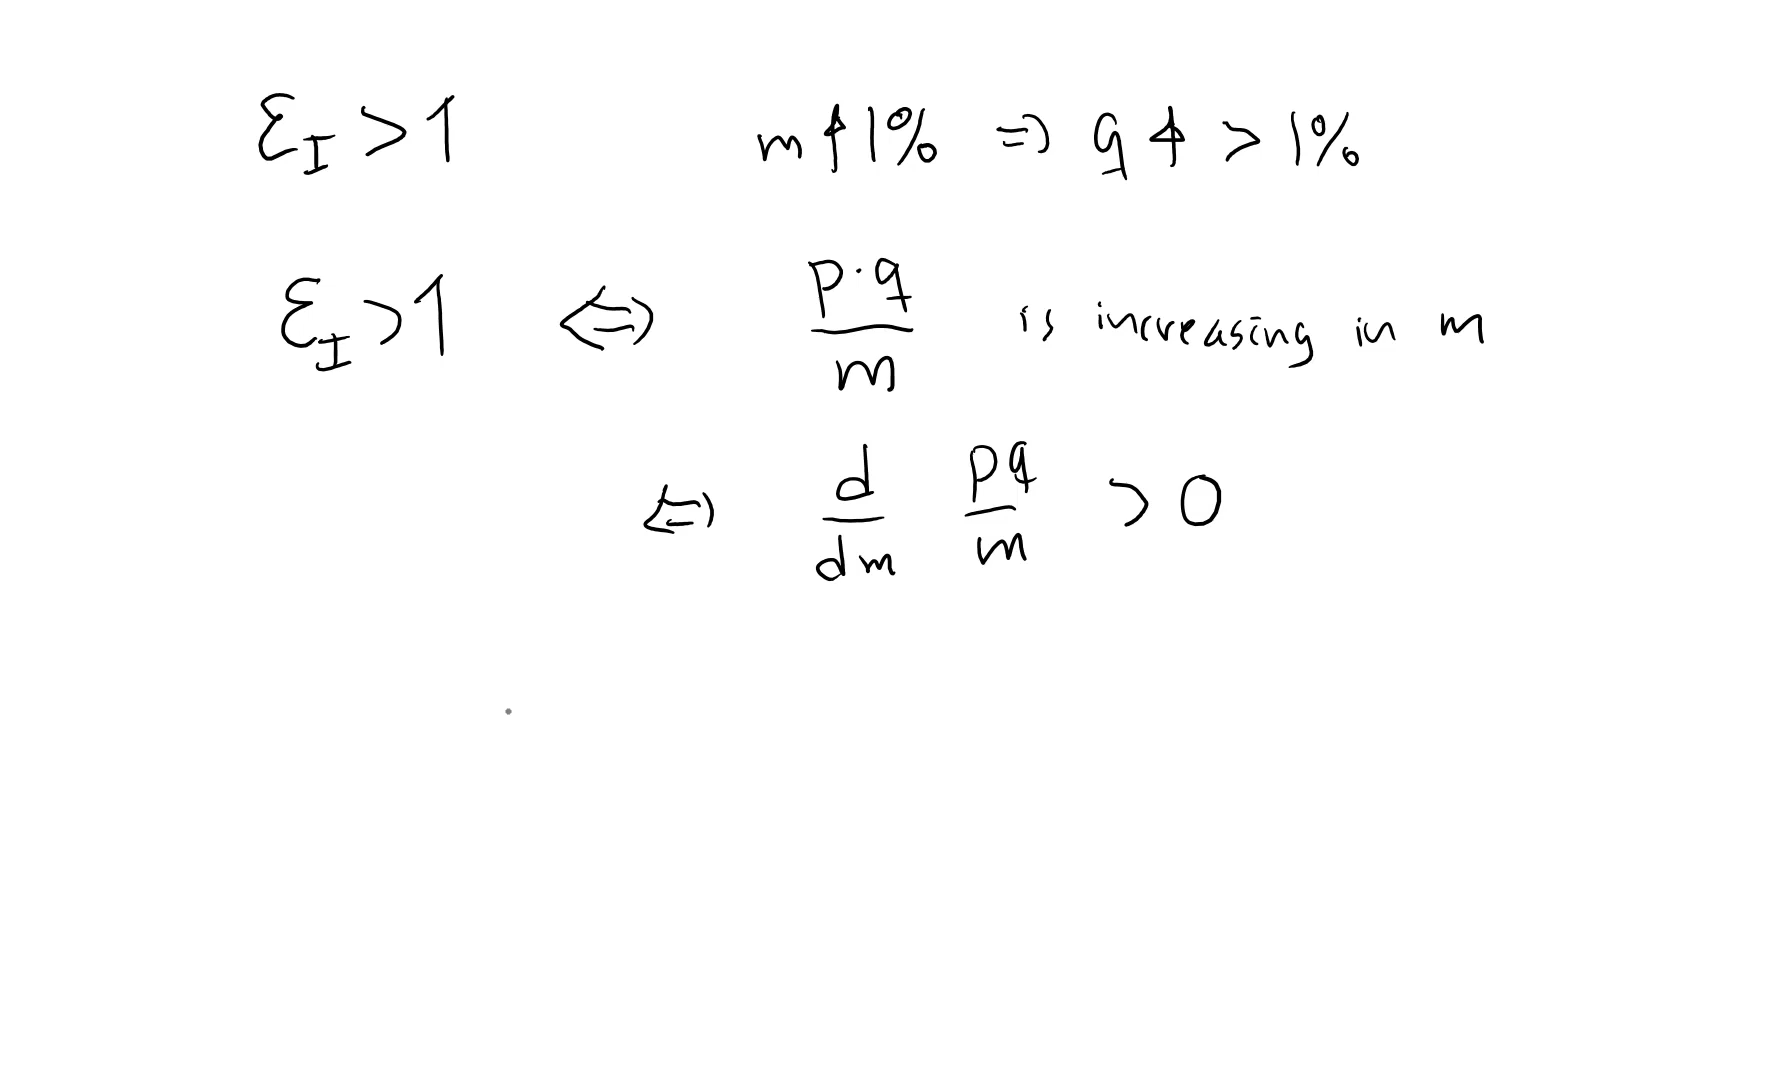 ε_I > 1 m ↑ 1% ⇒ q ↑ > 1%
ε_I > 1 ⇔ p·q / m is increasing in m
⇔ d/dm pq/m > 0